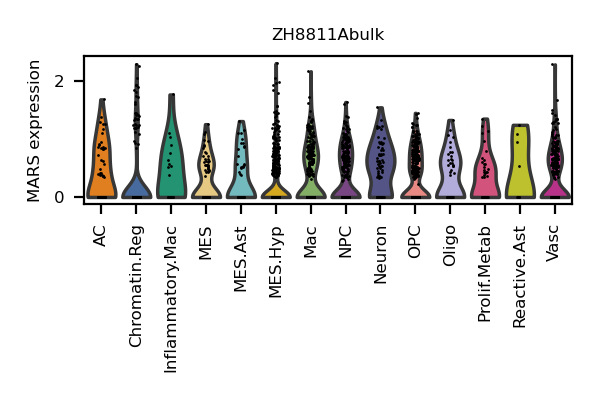 ZH8811Abulk
MARS expression
2
0
AC
Chromatin.Reg
Inflammatory.Mac
MES
MES.Ast
MES.Hyp
Mac
NPC
Neuron
OPC
Oligo
Prolif.Metab
Reactive.Ast
Vasc